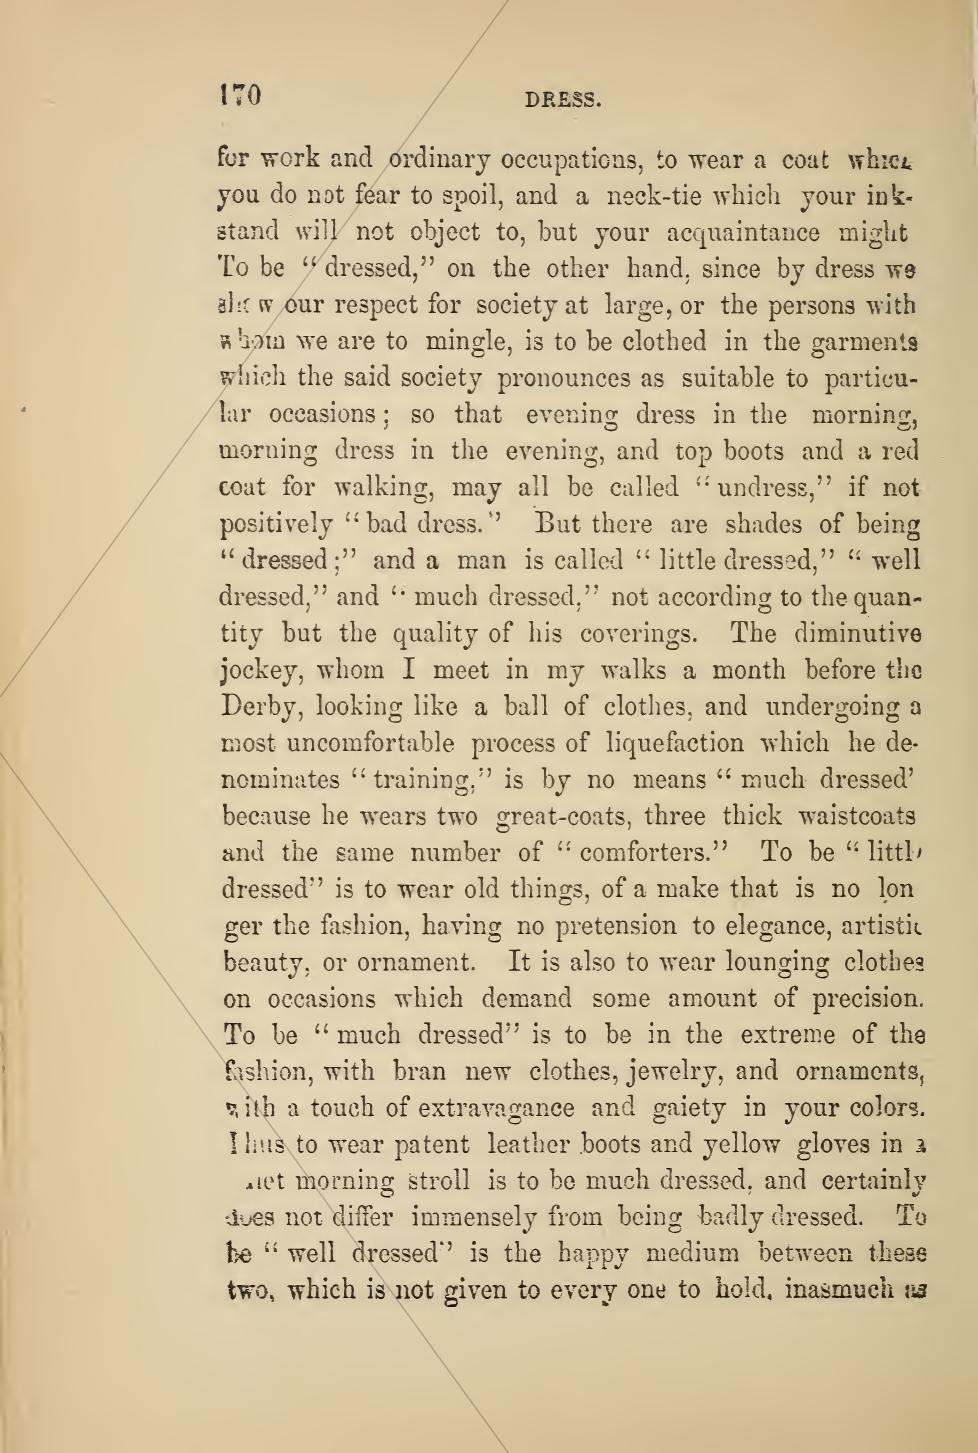 170 DRESS.
for work and ordinary occupations, to wear a coat which
you do not fear to spoil, and a neck-tie which your ink-
stand will not object to, but your acquaintance might
To be “dressed,” on the other hand, since by dress we
show our respect for society at large, or the persons with
whom we are to mingle, is to be clothed in the garments
which the said society pronounces as suitable to particu-
lar occasions; so that evening dress in the morning,
morning dress in the evening, and top boots and a red
coat for walking, may all be called “undress,” if not
positively “bad dress.” But there are shades of being
“dressed;” and a man is called “little dressed,” “well
dressed,” and “much dressed,” not according to the quan-
tity but the quality of his coverings. The diminutive
jockey, whom I meet in my walks a month before the
Derby, looking like a ball of clothes, and undergoing a
most uncomfortable process of liquefaction which he de-
nominates “training,” is by no means “much dressed’
because he wears two great-coats, three thick waistcoats
and the same number of “comforters.” To be “little
dressed” is to wear old things, of a make that is no lon
ger the fashion, having no pretension to elegance, artistic
beauty, or ornament. It is also to wear lounging clothes
on occasions which demand some amount of precision.
To be “much dressed” is to be in the extreme of the
fashion, with bran new clothes, jewelry, and ornaments,
with a touch of extravagance and gaiety in your colors.
Thus to wear patent leather boots and yellow gloves in a
morning stroll is to be much dressed, and certainly
does not differ immensely from being badly dressed. To
be “well dressed” is the happy medium between these
two, which is not given to every one to hold, inasmuch as